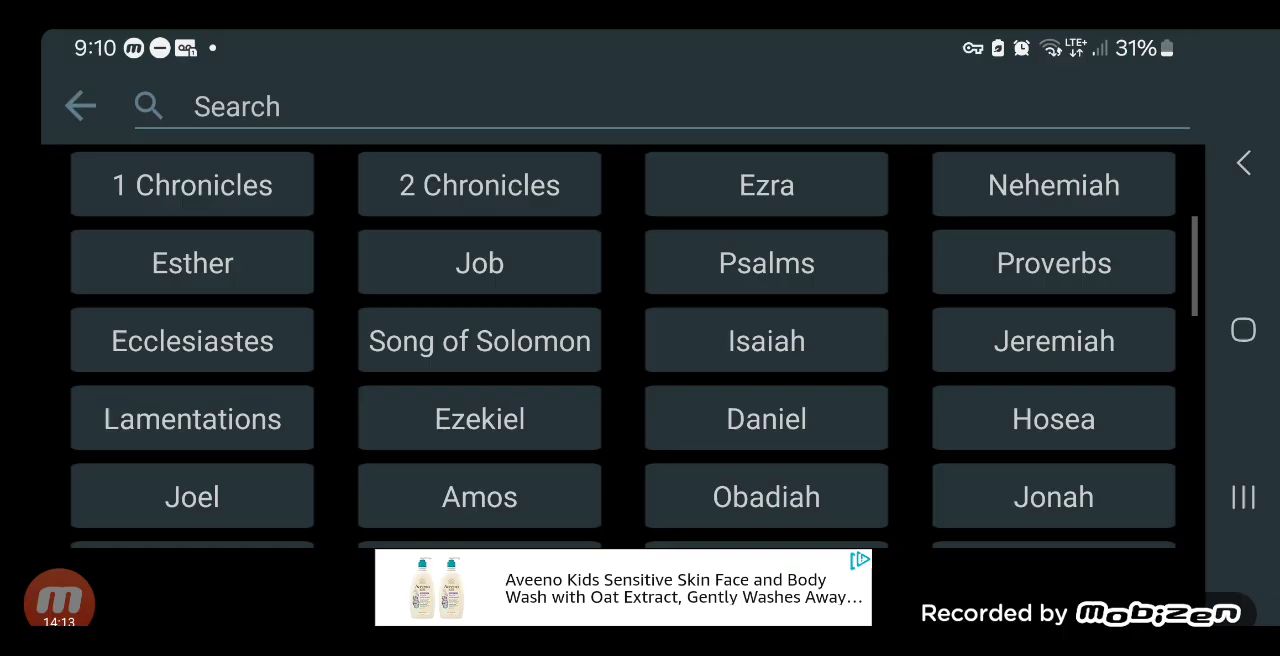 9:10
LTE+
31%
Search
1 Chronicles 2 Chronicles Ezra Nehemiah
Esther Job Psalms Proverbs
Ecclesiastes Song of Solomon Isaiah Jeremiah
Lamentations Ezekiel Daniel Hosea
Joel Amos Obadiah Jonah
Aveeno Kids Sensitive Skin Face and Body
Wash with Oat Extract, Gently Washes Away...
14:13
Recorded by mobizen